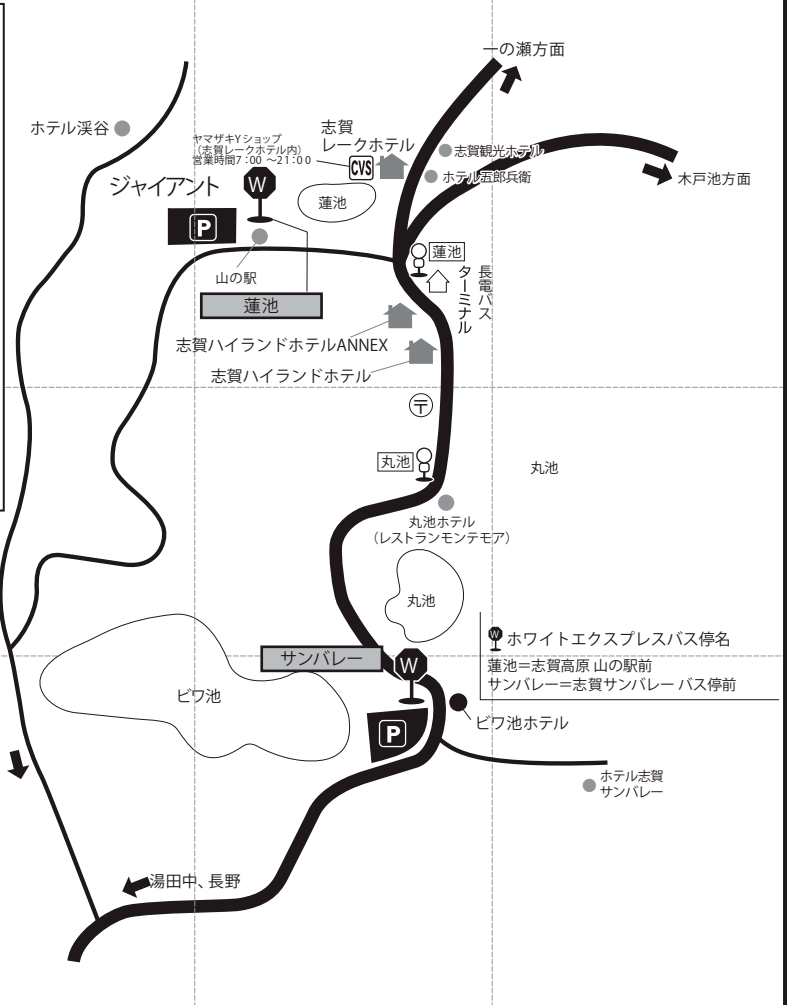 一の瀬方面
ホテル渓谷
ヤマザキYショップ
（志賀レークホテル内）
営業時間7:00 〜21:00
志賀
レークホテル
CVS
志賀観光ホテル
ホテル五郎兵衛
木戸池方面
ジャイアント
W
P
蓮池
蓮池
長電バス
ターミナル
山の駅
蓮池
志賀ハイランドホテルANNEX
志賀ハイランドホテル
〒
丸池
丸池
丸池ホテル
（レストランモンテモア）
丸池
サンバレー
W
W ホワイトエクスプレスバス停名
蓮池＝志賀高原 山の駅前
サンバレー＝志賀サンバレー バス停前
ビワ池
P
ビワ池ホテル
ホテル志賀
サンバレー
湯田中、長野